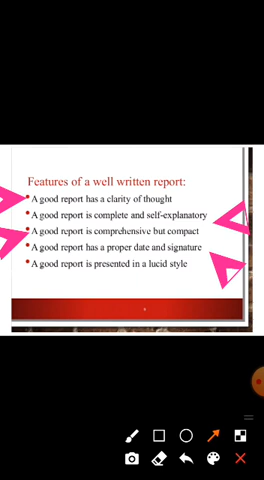 Features of a well written report:
A good report has a clarity of thought
A good report is complete and self-explanatory
A good report is comprehensive but compact
A good report has a proper date and signature
A good report is presented in a lucid style